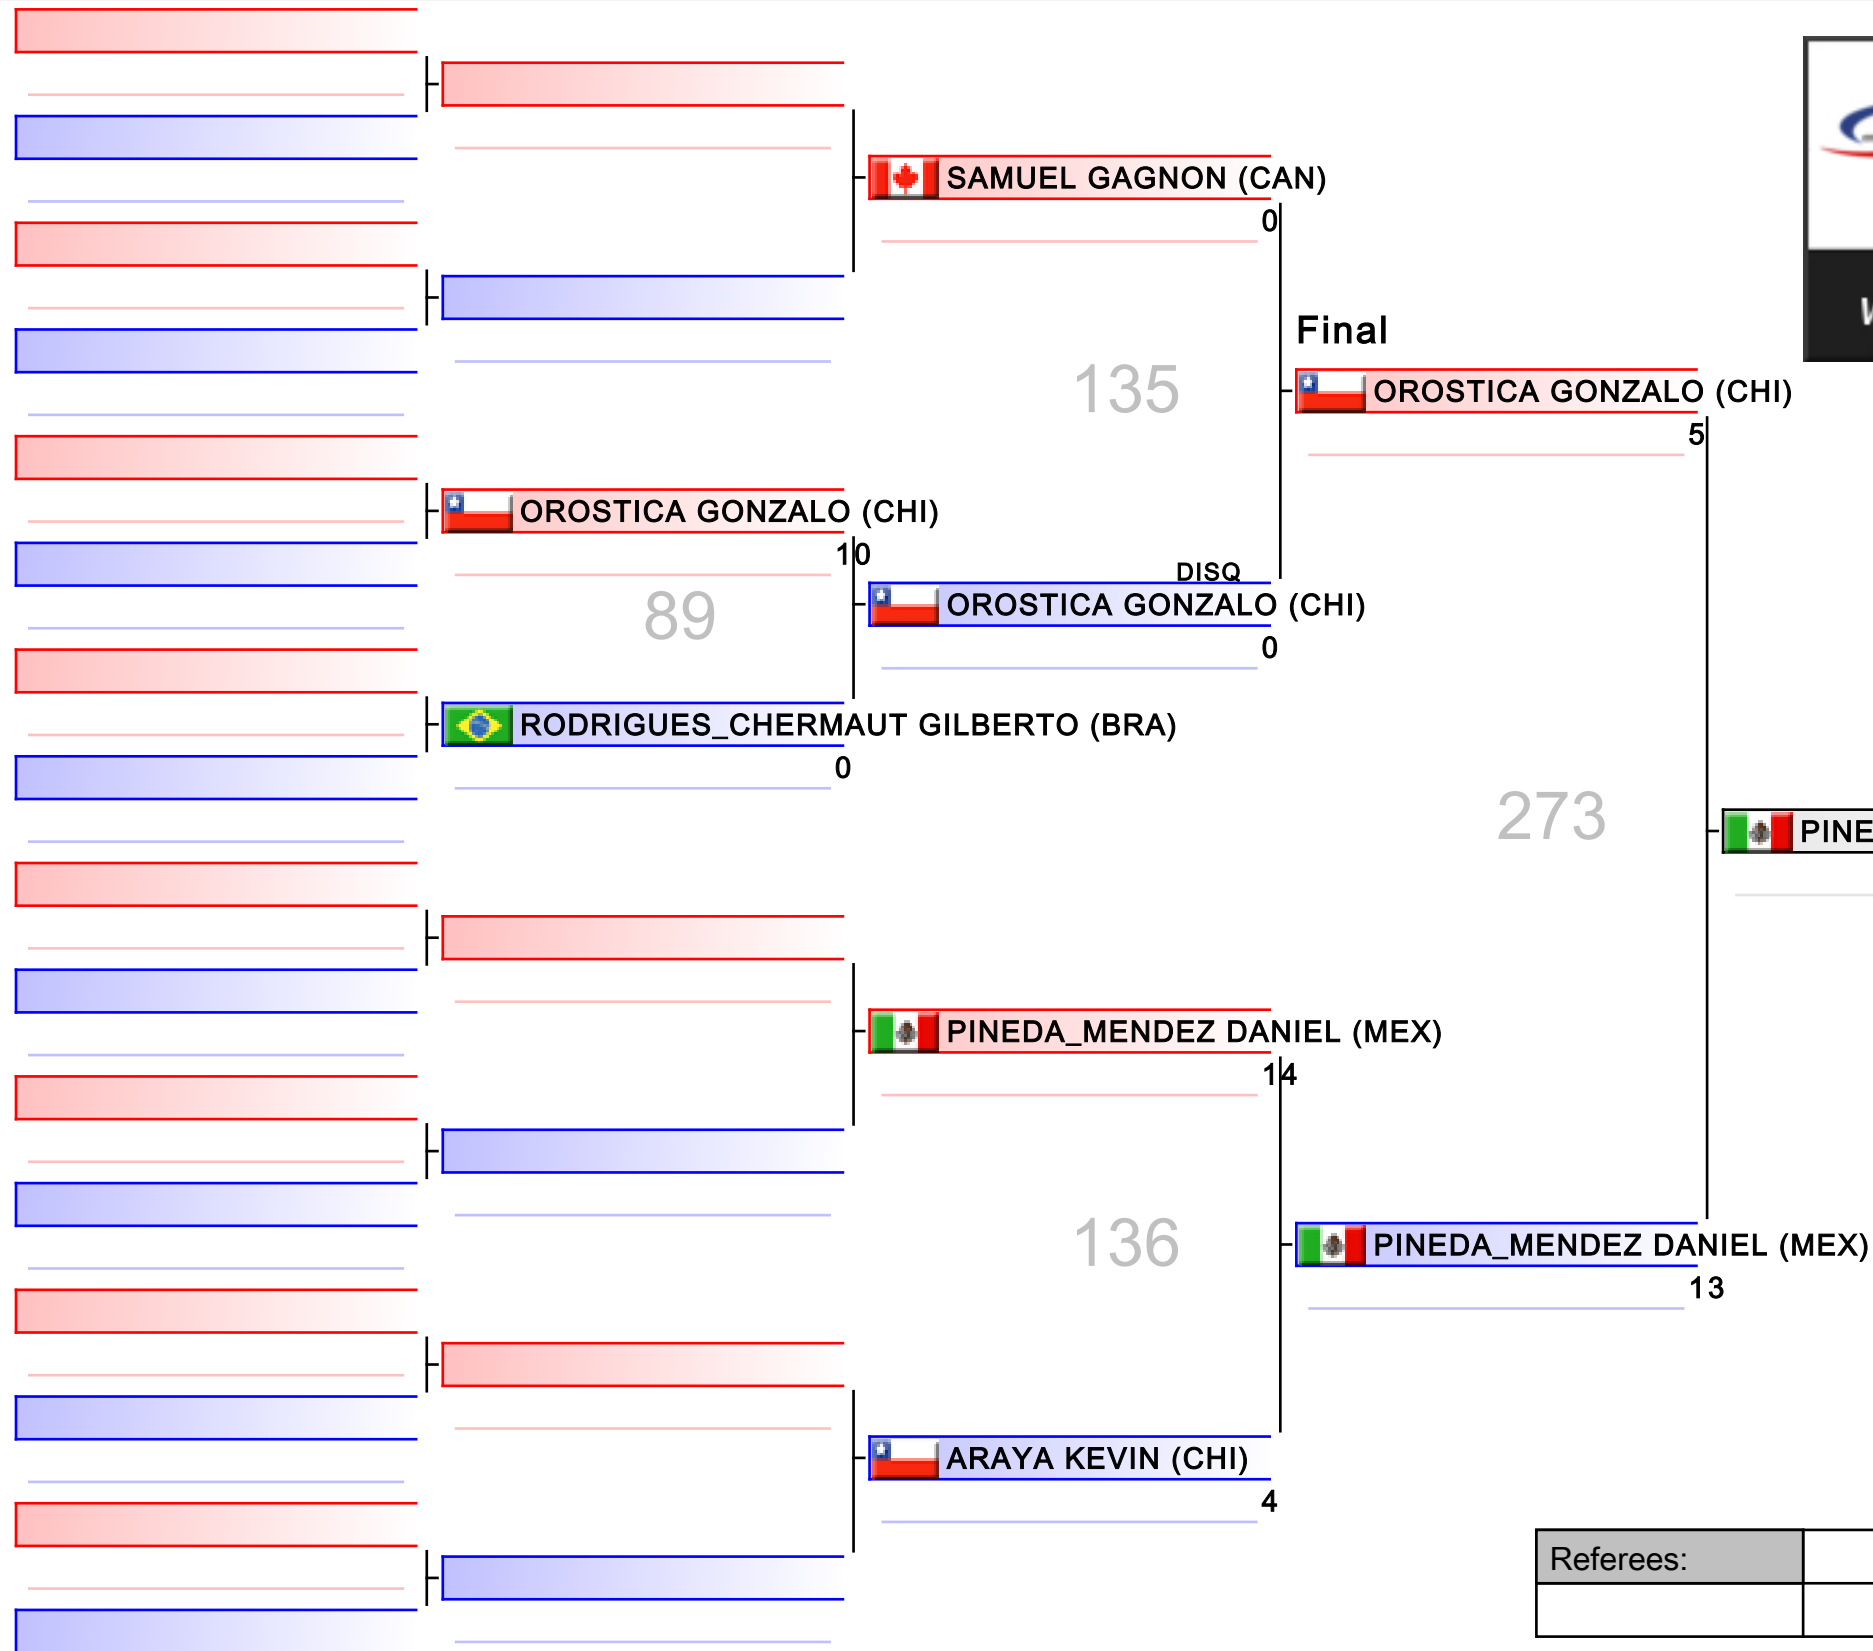 SAMUEL GAGNON (CAN)
0
135
Final
OROSTICA GONZALO (CHI)
5
OROSTICA GONZALO (CHI)
10
DISQ
OROSTICA GONZALO (CHI)
0
89
RODRIGUES_CHERMAUT GILBERTO (BRA)
0
273
PINE
PINEDA_MENDEZ DANIEL (MEX)
14
136
PINEDA_MENDEZ DANIEL (MEX)
13
ARAYA KEVIN (CHI)
4
Referees: